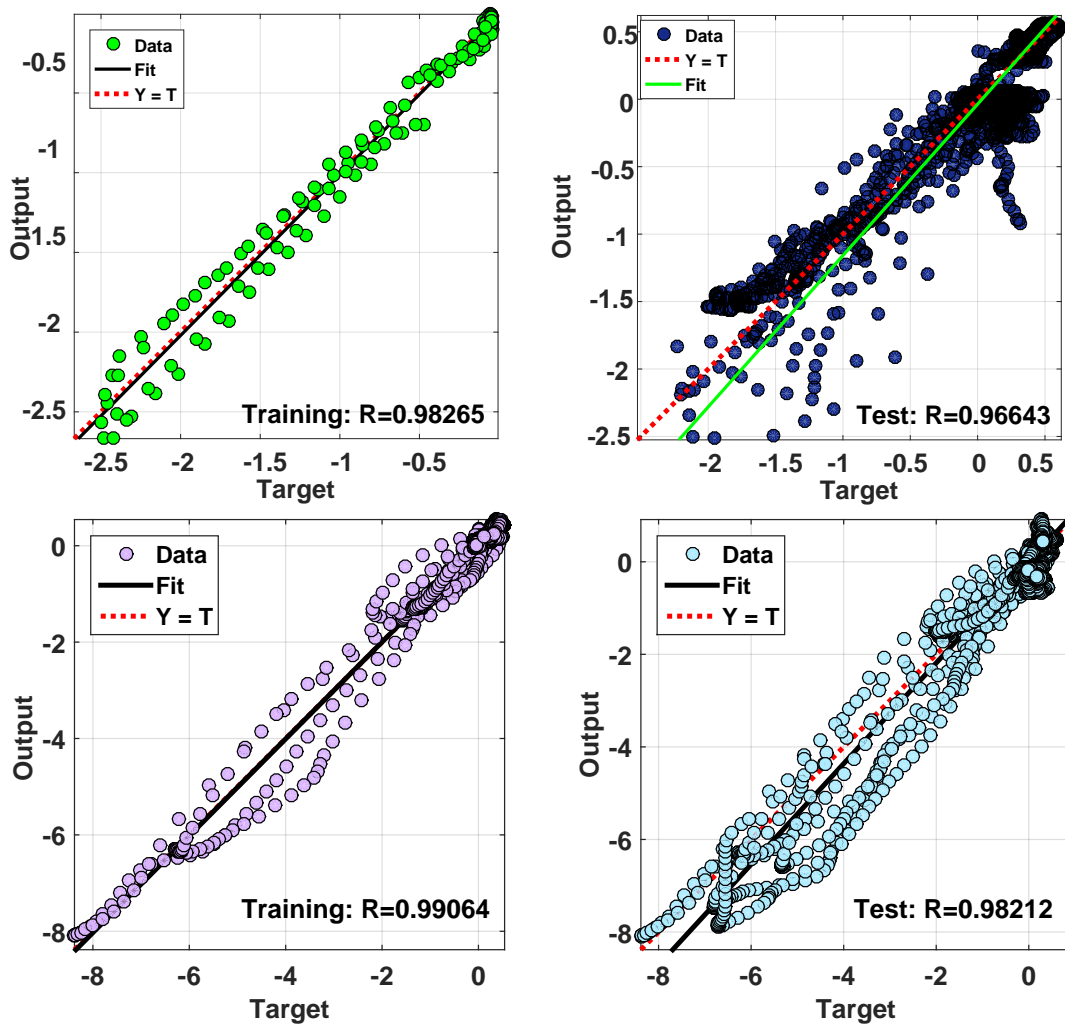 Data
Fit
Y = T
-0.5
-1
-1.5
-2
-2.5
Output
Training: R=0.98265
-2.5 -2 -1.5 -1 -0.5
Target
Data
Y = T
Fit
0.5
0
-0.5
-1
-1.5
-2
-2.5
Output
Test: R=0.96643
-2 -1.5 -1 -0.5 0 0.5
Target
Data
Fit
Y = T
0
-2
-4
-6
-8
Output
Training: R=0.99064
-8 -6 -4 -2 0
Target
Data
Fit
Y = T
0
-2
-4
-6
-8
Output
Test: R=0.98212
-8 -6 -4 -2 0
Target